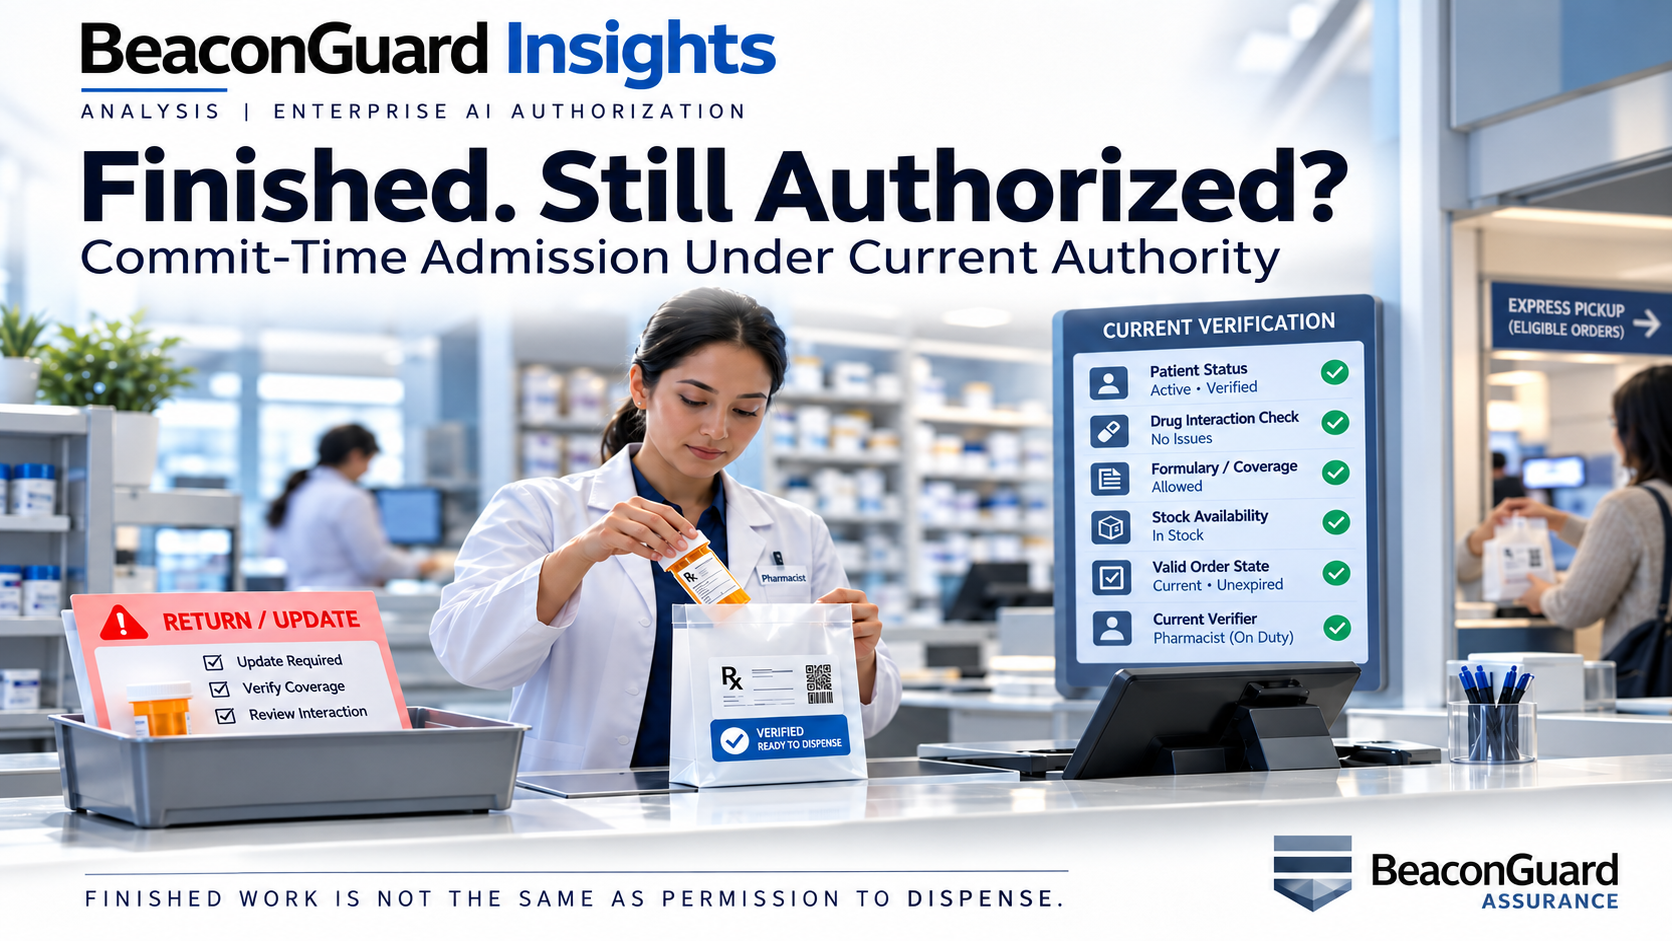 BeaconGuard Insights
ANALYSIS | ENTERPRISE AI AUTHORIZATION
Finished. Still Authorized?
Commit-Time Admission Under Current Authority
CURRENT VERIFICATION
Patient Status
Active • Verified
Drug Interaction Check
No Issues
Formulary / Coverage
Allowed
Stock Availability
In Stock
Valid Order State
Current • Unexpired
Current Verifier
Pharmacist (On Duty)
EXPRESS PICKUP
(ELIGIBLE ORDERS)
RETURN / UPDATE
Update Required
Verify Coverage
Review Interaction
Pharmacist
Rx
Rx
VERIFIED
READY TO DISPENSE
FINISHED WORK IS NOT THE SAME AS PERMISSION TO DISPENSE.
BeaconGuard
ASSURANCE